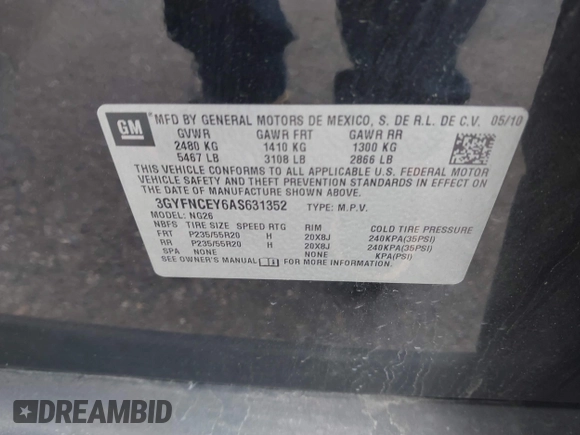 GM
MFD BY GENERAL MOTORS DE MEXICO, S. DE R.L. DE C.V. 05/10
GVWR GAWR FRT GAWR RR
2480 KG 1410 KG 1300 KG
5467 LB 3108 LB 2866 LB
THIS VEHICLE CONFORMS TO ALL APPLICABLE U.S. FEDERAL MOTOR
VEHICLE SAFETY AND THEFT PREVENTION STANDARDS IN EFFECT
ON THE DATE OF MANUFACTURE SHOWN ABOVE.
3GYFNCEY6AS631352 TYPE: M.P.V.
MODEL: NG26
NBFS TIRE SIZE SPEED RTG RIM COLD TIRE PRESSURE
FRT P235/55R20 H 20X8J 240KPA(35PSI)
RR P235/55R20 H 20X8J 240KPA(35PSI)
SPA NONE NONE KPA(PSI)
SEE OWNER'S MANUAL FOR MORE INFORMATION.
DREAMBID